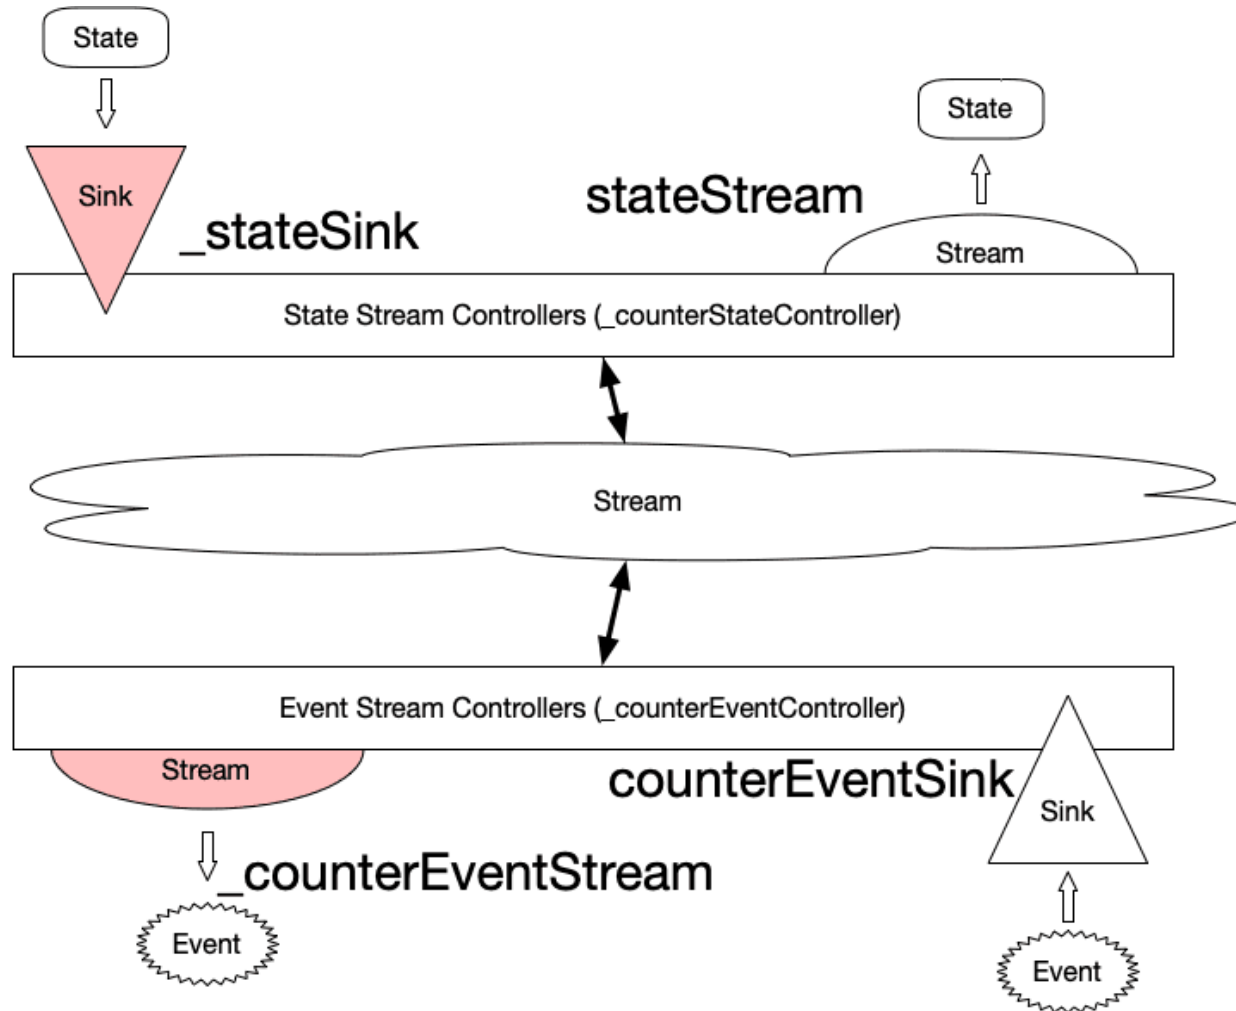 State
State
Sink
stateStream
_stateSink
Stream
State Stream Controllers (_counterStateController)
Stream
Event Stream Controllers (_counterEventController)
Stream
counterEventSink
Sink
_counterEventStream
Event
Event